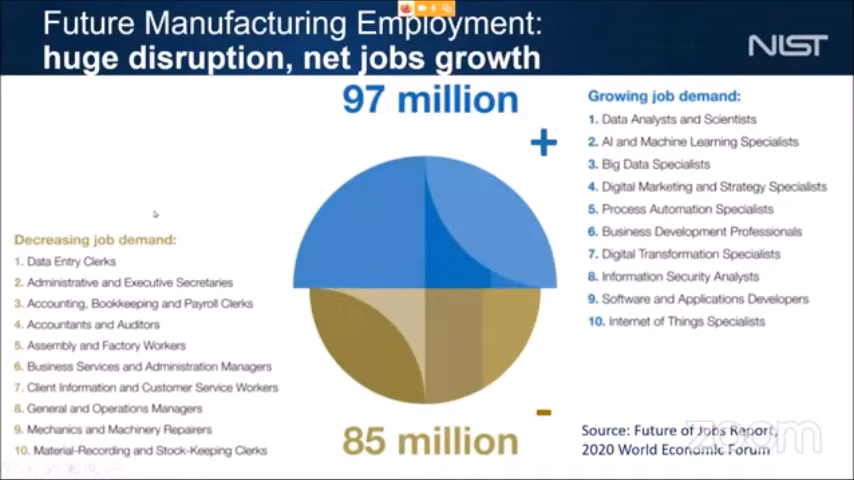 Future Manufacturing Employment:
huge disruption, net jobs growth
NIST
97 million
+
Growing job demand:
1. Data Analysts and Scientists
2. AI and Machine Learning Specialists
3. Big Data Specialists
4. Digital Marketing and Strategy Specialists
5. Process Automation Specialists
6. Business Development Professionals
7. Digital Transformation Specialists
8. Information Security Analysts
9. Software and Applications Developers
10. Internet of Things Specialists
Decreasing job demand:
1. Data Entry Clerks
2. Administrative and Executive Secretaries
3. Accounting, Bookkeeping and Payroll Clerks
4. Accountants and Auditors
5. Assembly and Factory Workers
6. Business Services and Administration Managers
7. Client Information and Customer Service Workers
8. General and Operations Managers
9. Mechanics and Machinery Repairers
10. Material-Recording and Stock-Keeping Clerks
-
85 million
Source: Future of Jobs Report,
2020 World Economic Forum
zoom